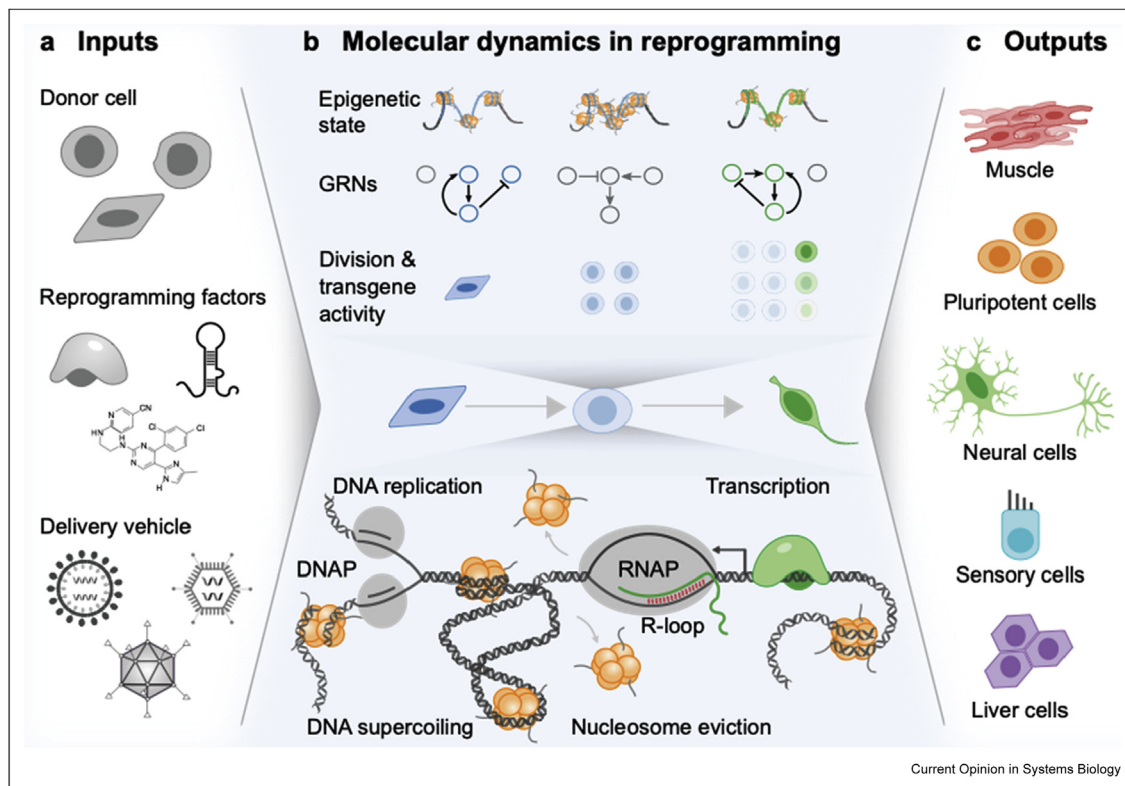 a Inputs
b Molecular dynamics in reprogramming
c Outputs
Donor cell
Reprogramming factors
CN
N
HN
H
N
N
N
Cl
Cl
N
N
H
Delivery vehicle
Epigenetic
state
GRNs
Division &
transgene
activity
DNA replication
Transcription
DNAP
RNAP
R-loop
DNA supercoiling
Nucleosome eviction
Muscle
Pluripotent cells
Neural cells
Sensory cells
Liver cells
Current Opinion in Systems Biology